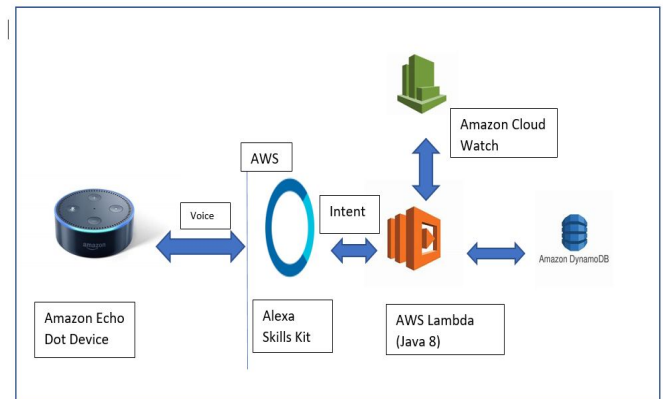 Amazon Cloud
Watch
AWS
Voice
Intent
amazon
Amazon DynamoDB
Amazon Echo
Dot Device
Alexa
Skills Kit
AWS Lambda
(Java 8)